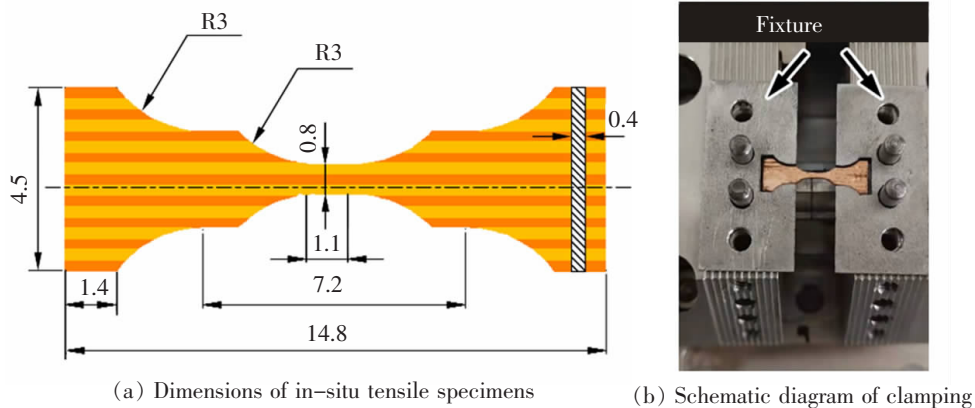 R3
R3
0.8
0.4
4.5
1.1
1.4
7.2
14.8
(a) Dimensions of in-situ tensile specimens
Fixture
(b) Schematic diagram of clamping